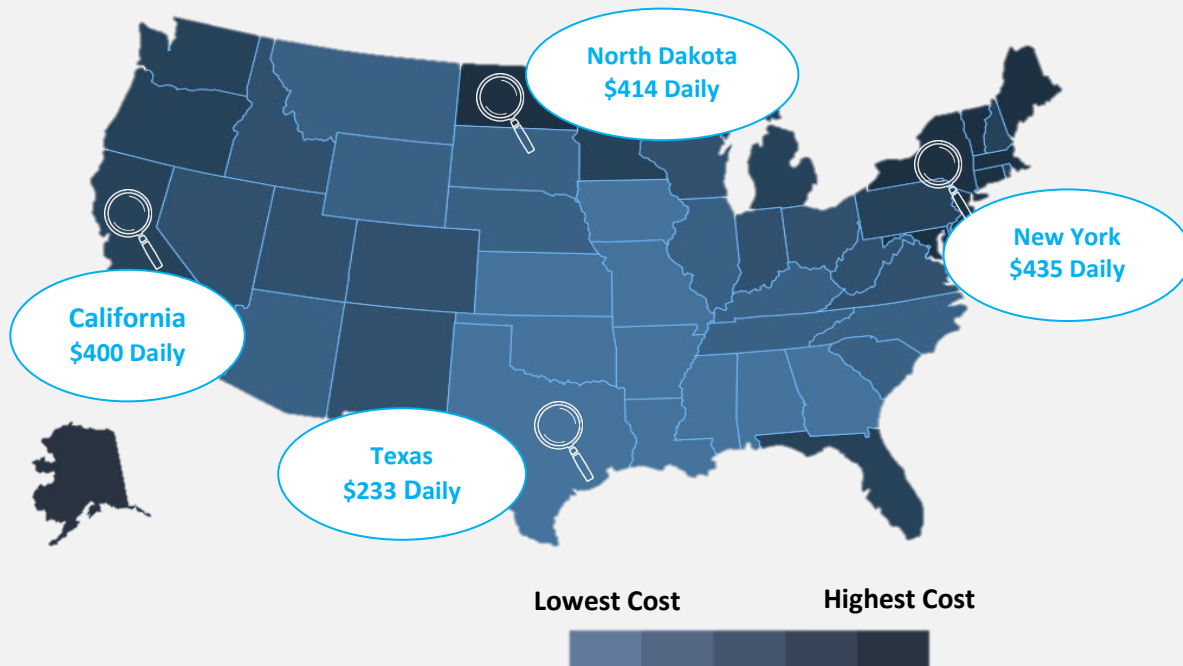 North Dakota
$414 Daily
New York
$435 Daily
California
$400 Daily
Texas
$233 Daily
Lowest Cost
Highest Cost